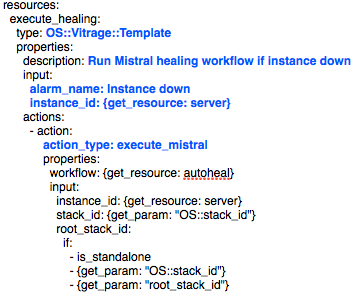 resources:
  execute_healing:
    type: OS::Vitrage::Template
    properties:
      description: Run Mistral healing workflow if instance down
      input:
        alarm_name: Instance down
        instance_id: {get_resource: server}
      actions:
        - action:
            action_type: execute_mistral
            properties:
              workflow: {get_resource: autoheal}
              input:
                instance_id: {get_resource: server}
                stack_id: {get_param: "OS::stack_id"}
                root_stack_id:
                  if:
                    - is_standalone
                    - {get_param: "OS::stack_id"}
                    - {get_param: "root_stack_id"}